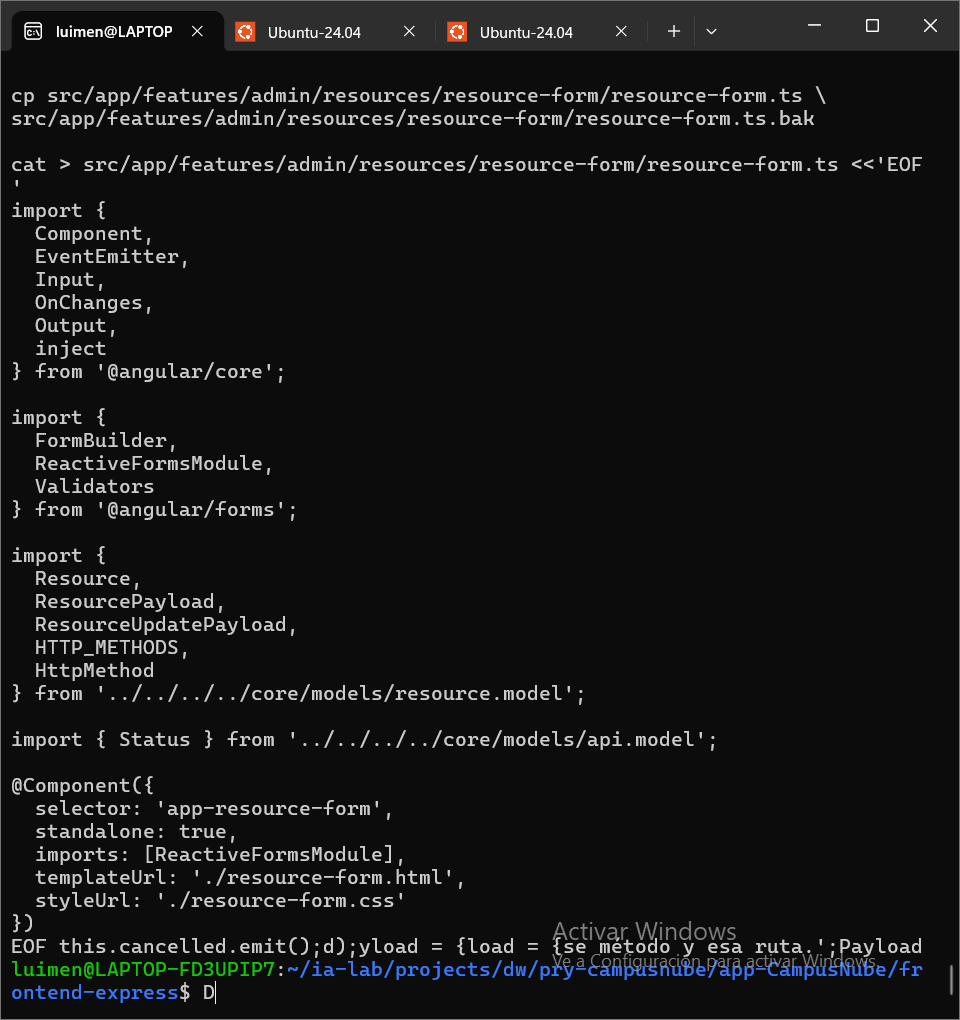 luimen@LAPTOP
Ubuntu-24.04
Ubuntu-24.04
cp src/app/features/admin/resources/resource-form/resource-form.ts \
src/app/features/admin/resources/resource-form/resource-form.ts.bak
cat > src/app/features/admin/resources/resource-form/resource-form.ts <<'EOF
'
import {
  Component,
  EventEmitter,
  Input,
  OnChanges,
  Output,
  inject
} from '@angular/core';
import {
  FormBuilder,
  ReactiveFormsModule,
  Validators
} from '@angular/forms';
import {
  Resource,
  ResourcePayload,
  ResourceUpdatePayload,
  HTTP_METHODS,
  HttpMethod
} from '../../../../core/models/resource.model';
import { Status } from '../../../../core/models/api.model';
@Component({
  selector: 'app-resource-form',
  standalone: true,
  imports: [ReactiveFormsModule],
  templateUrl: './resource-form.html',
  styleUrl: './resource-form.css'
})
EOF this.cancelled.emit();d);yload = {load = {se método y esa ruta.';Payload
luimen@LAPTOP-FD3UPIP7:~/ia-lab/projects/dw/pry-campusnube/app-CampusNube/fr
ontend-express$ D
Activar Windows
Ve a Configuración para activar Windows.